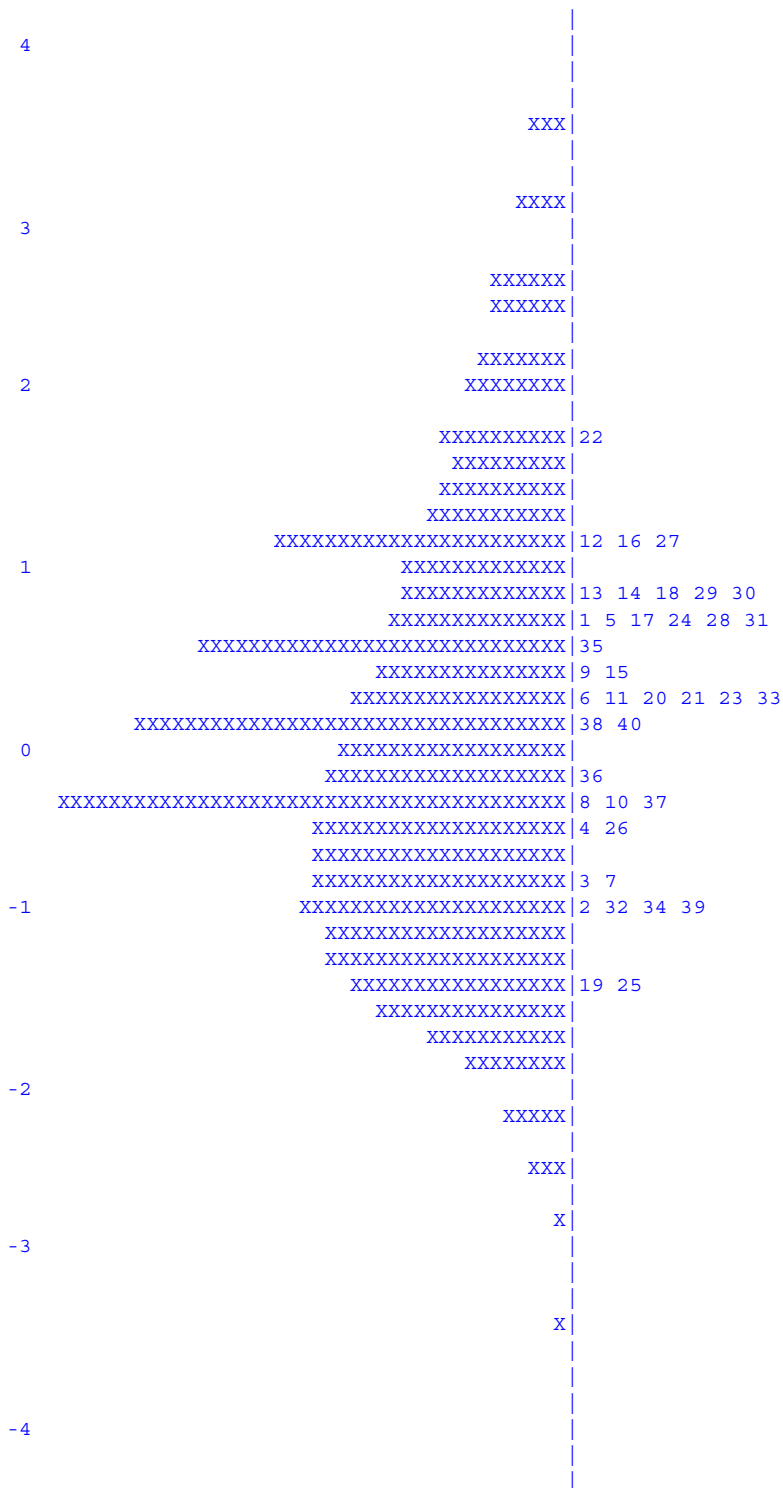 |
4 |
|
|
XXX|
|
|
XXXX|
3 |
|
XXXXXX|
XXXXXX|
|
XXXXXXX|
2 XXXXXXXX|
|
XXXXXXXXXX|22
XXXXXXXXX|
XXXXXXXXXX|
XXXXXXXXXXX|
XXXXXXXXXXXXXXXXXXXXXXX|12 16 27
1 XXXXXXXXXXXXX|
XXXXXXXXXXXXX|13 14 18 29 30
XXXXXXXXXXXXXX|1 5 17 24 28 31
XXXXXXXXXXXXXXXXXXXXXXXXXXXXX|35
XXXXXXXXXXXXXXX|9 15
XXXXXXXXXXXXXXXXX|6 11 20 21 23 33
XXXXXXXXXXXXXXXXXXXXXXXXXXXXXXXXXX|38 40
0 XXXXXXXXXXXXXXXXXX|
XXXXXXXXXXXXXXXXXXX|36
XXXXXXXXXXXXXXXXXXXXXXXXXXXXXXXXXXXXXXXX|8 10 37
XXXXXXXXXXXXXXXXXXXX|4 26
XXXXXXXXXXXXXXXXXXXX|
XXXXXXXXXXXXXXXXXXXX|3 7
-1 XXXXXXXXXXXXXXXXXXXXX|2 32 34 39
XXXXXXXXXXXXXXXXXXX|
XXXXXXXXXXXXXXXXXXX|
XXXXXXXXXXXXXXXXX|19 25
XXXXXXXXXXXXXXX|
XXXXXXXXXXX|
XXXXXXXX|
-2 |
XXXXX|
|
XXX|
|
X|
-3 |
|
|
X|
|
|
|
-4 |
|
|